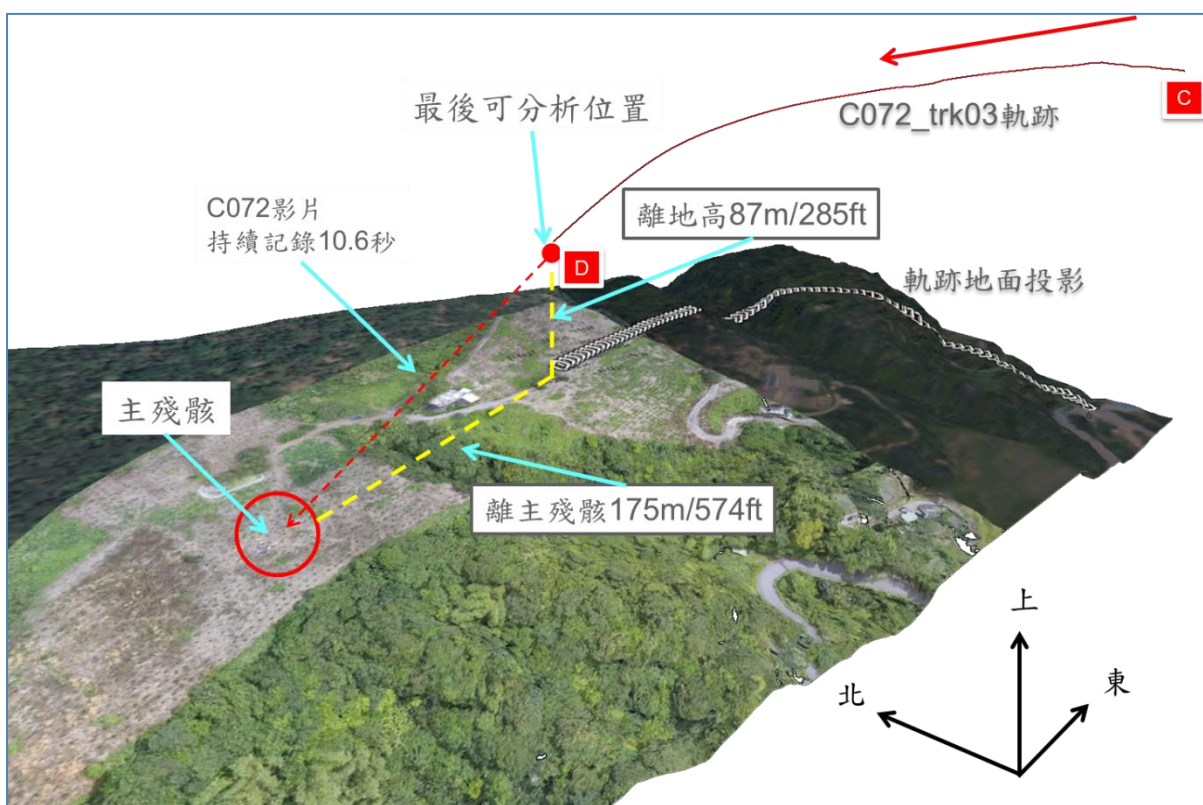 C
C072_trk03軌跡
最後可分析位置
C072影片
持續記錄10.6秒
離地高87m/285ft
D
軌跡地面投影
主殘骸
離主殘骸175m/574ft
上
北
東